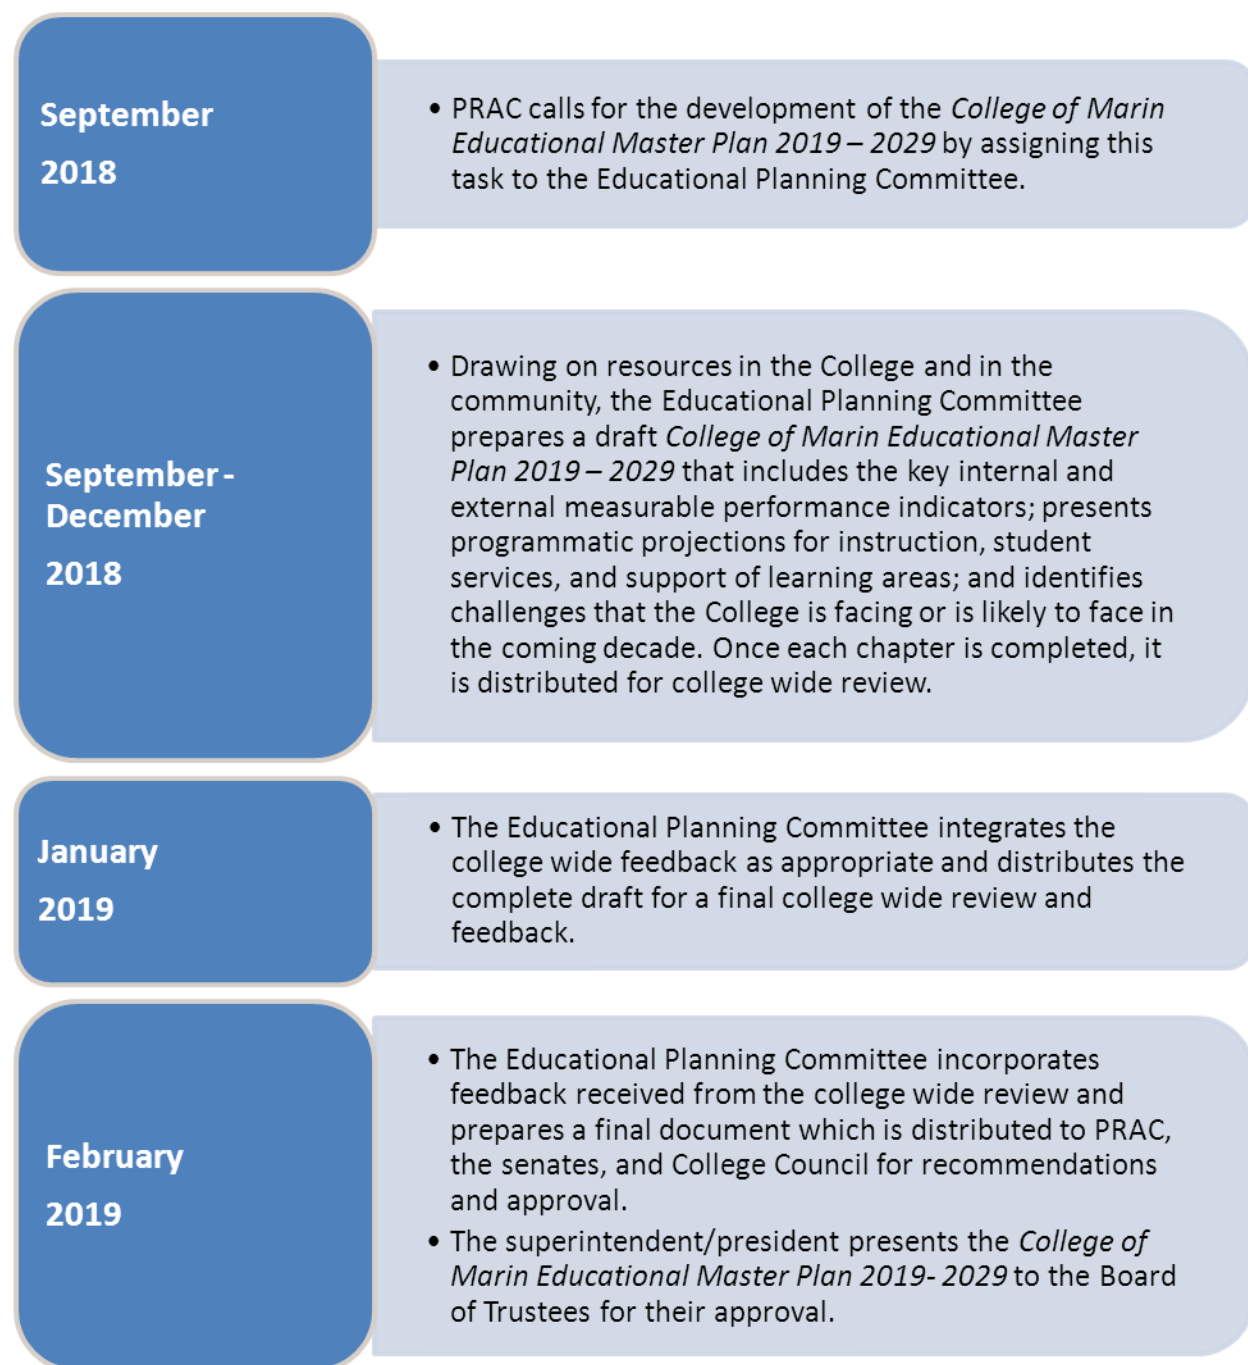 September
2018
• PRAC calls for the development of the College of Marin
Educational Master Plan 2019 – 2029 by assigning this
task to the Educational Planning Committee.
September -
December
2018
• Drawing on resources in the College and in the
community, the Educational Planning Committee
prepares a draft College of Marin Educational Master
Plan 2019 – 2029 that includes the key internal and
external measurable performance indicators; presents
programmatic projections for instruction, student
services, and support of learning areas; and identifies
challenges that the College is facing or is likely to face in
the coming decade. Once each chapter is completed, it
is distributed for college wide review.
January
2019
• The Educational Planning Committee integrates the
college wide feedback as appropriate and distributes the
complete draft for a final college wide review and
feedback.
February
2019
• The Educational Planning Committee incorporates
feedback received from the college wide review and
prepares a final document which is distributed to PRAC,
the senates, and College Council for recommendations
and approval.
• The superintendent/president presents the College of
Marin Educational Master Plan 2019- 2029 to the Board
of Trustees for their approval.